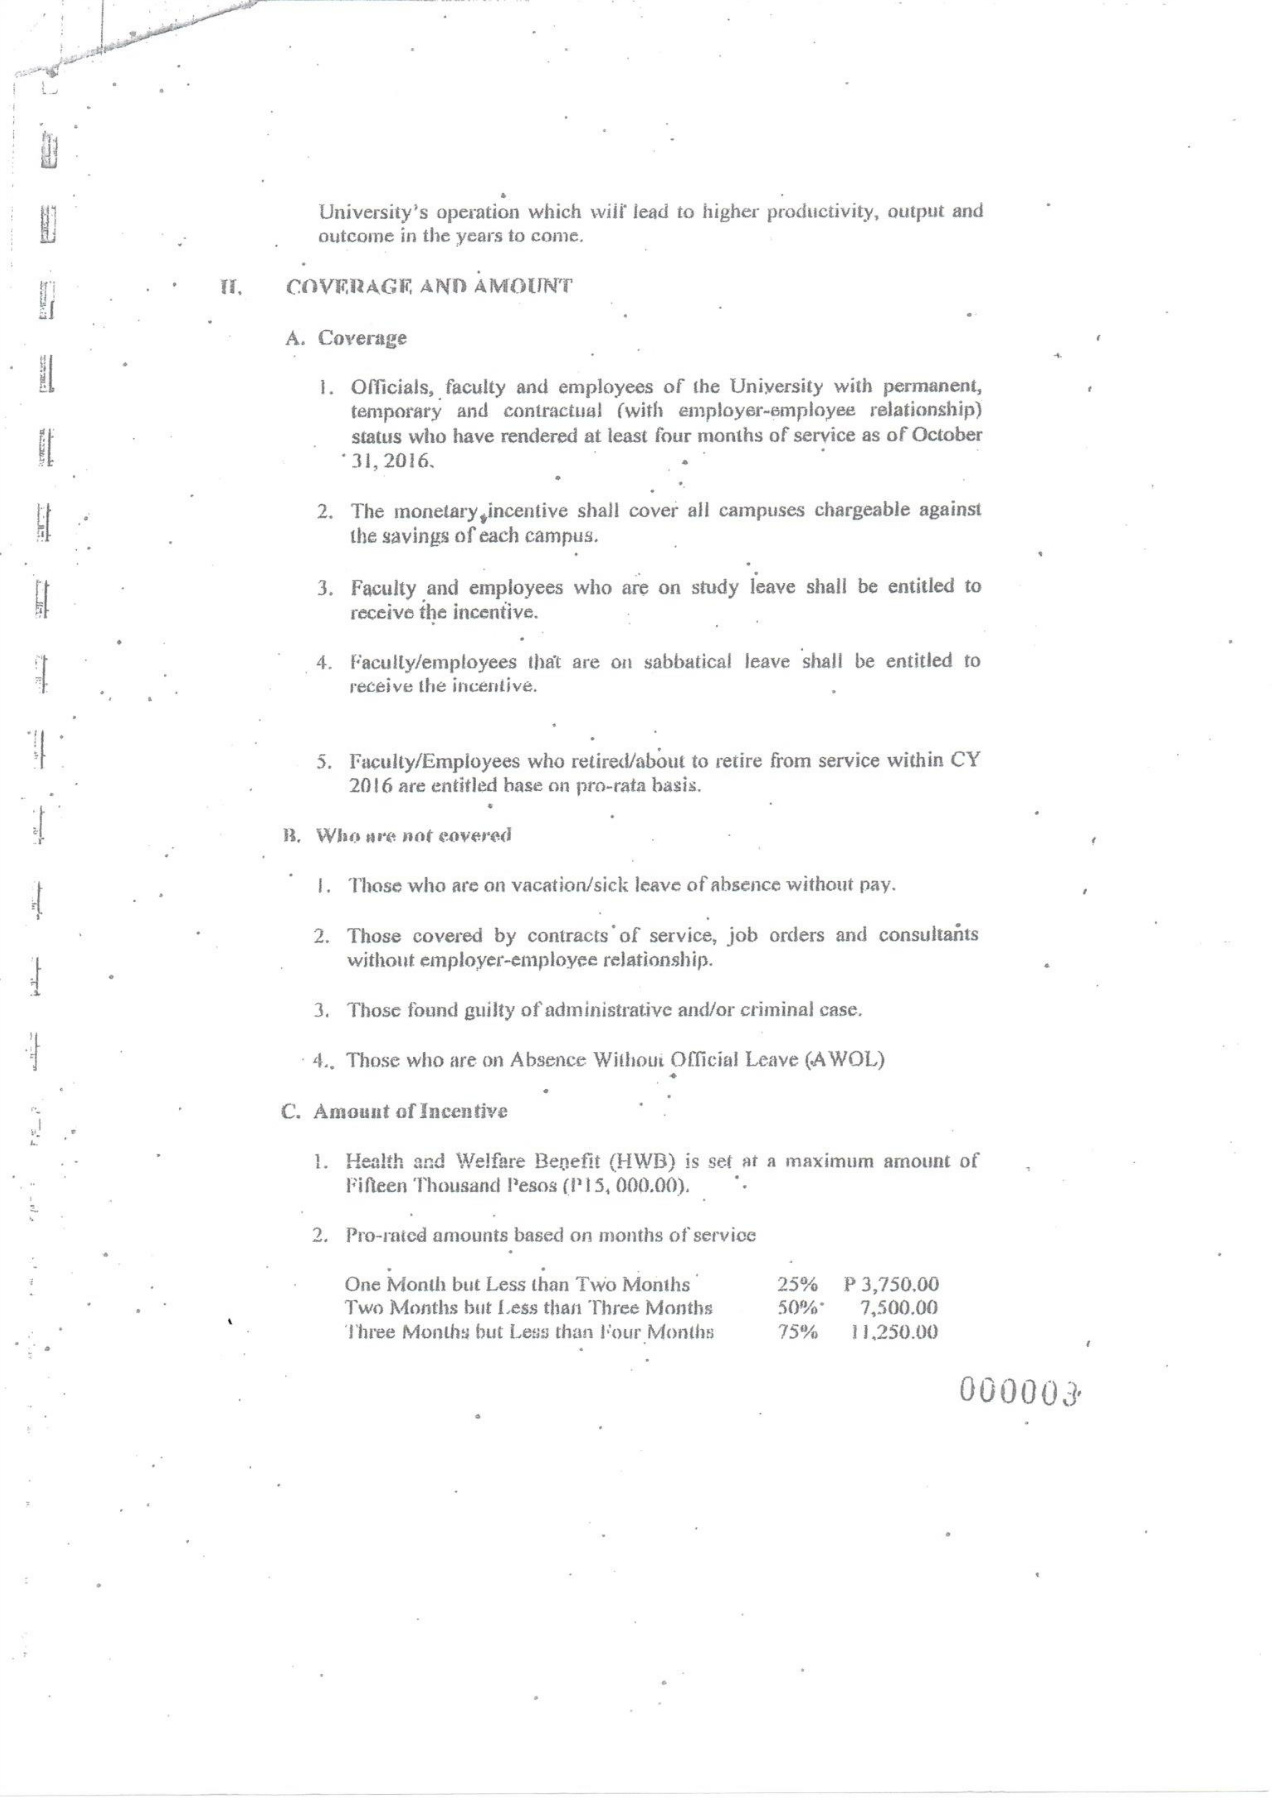 University's operation which will lead to higher productivity, output and
outcome in the years to come.
II. COVERAGE AND AMOUNT
A. Coverage
1. Officials, faculty and employees of the University with permanent,
temporary and contractual (with employer-employee relationship)
status who have rendered at least four months of service as of October
31, 2016.
2. The monetary incentive shall cover all campuses chargeable against
the savings of each campus.
3. Faculty and employees who are on study leave shall be entitled to
receive the incentive.
4. Faculty/employees that are on sabbatical leave shall be entitled to
receive the incentive.
5. Faculty/Employees who retired/about to retire from service within CY
2016 are entitled base on pro-rata basis.
B. Who are not covered
1. Those who are on vacation/sick leave of absence without pay.
2. Those covered by contracts of service, job orders and consultants
without employer-employee relationship.
3. Those found guilty of administrative and/or criminal case.
4. Those who are on Absence Without Official Leave (AWOL)
C. Amount of Incentive
1. Health and Welfare Benefit (HWB) is set at a maximum amount of
Fifteen Thousand Pesos (P15, 000.00).
2. Pro-rated amounts based on months of service
One Month but Less than Two Months 25% P 3,750.00
Two Months but Less than Three Months 50% 7,500.00
Three Months but Less than Four Months 75% 11,250.00
000003